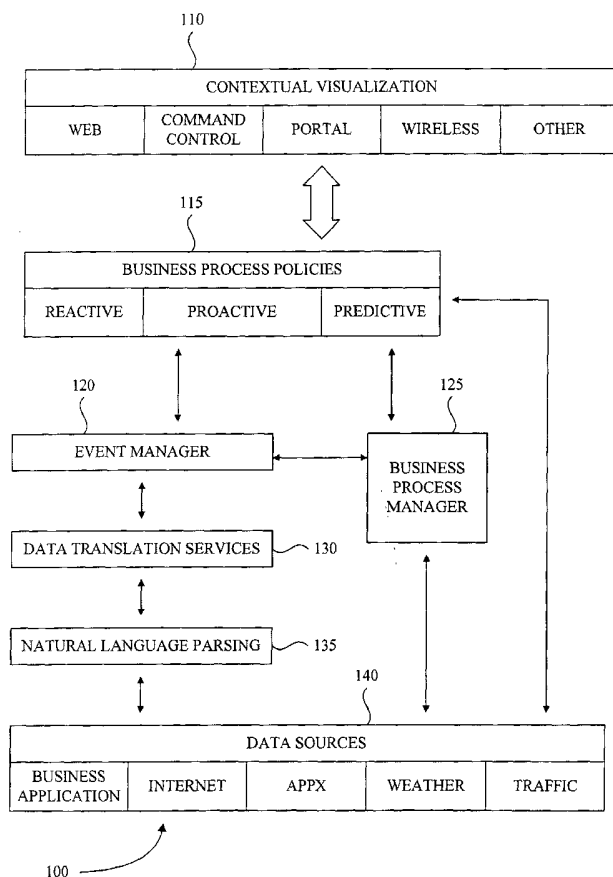 110
CONTEXTUAL VISUALIZATION
WEB
COMMAND
CONTROL
PORTAL
WIRELESS
OTHER
115
BUSINESS PROCESS POLICIES
REACTIVE
PROACTIVE
PREDICTIVE
120
EVENT MANAGER
125
BUSINESS
PROCESS
MANAGER
DATA TRANSLATION SERVICES
130
NATURAL LANGUAGE PARSING
135
140
DATA SOURCES
BUSINESS
APPLICATION
INTERNET
APPX
WEATHER
TRAFFIC
100